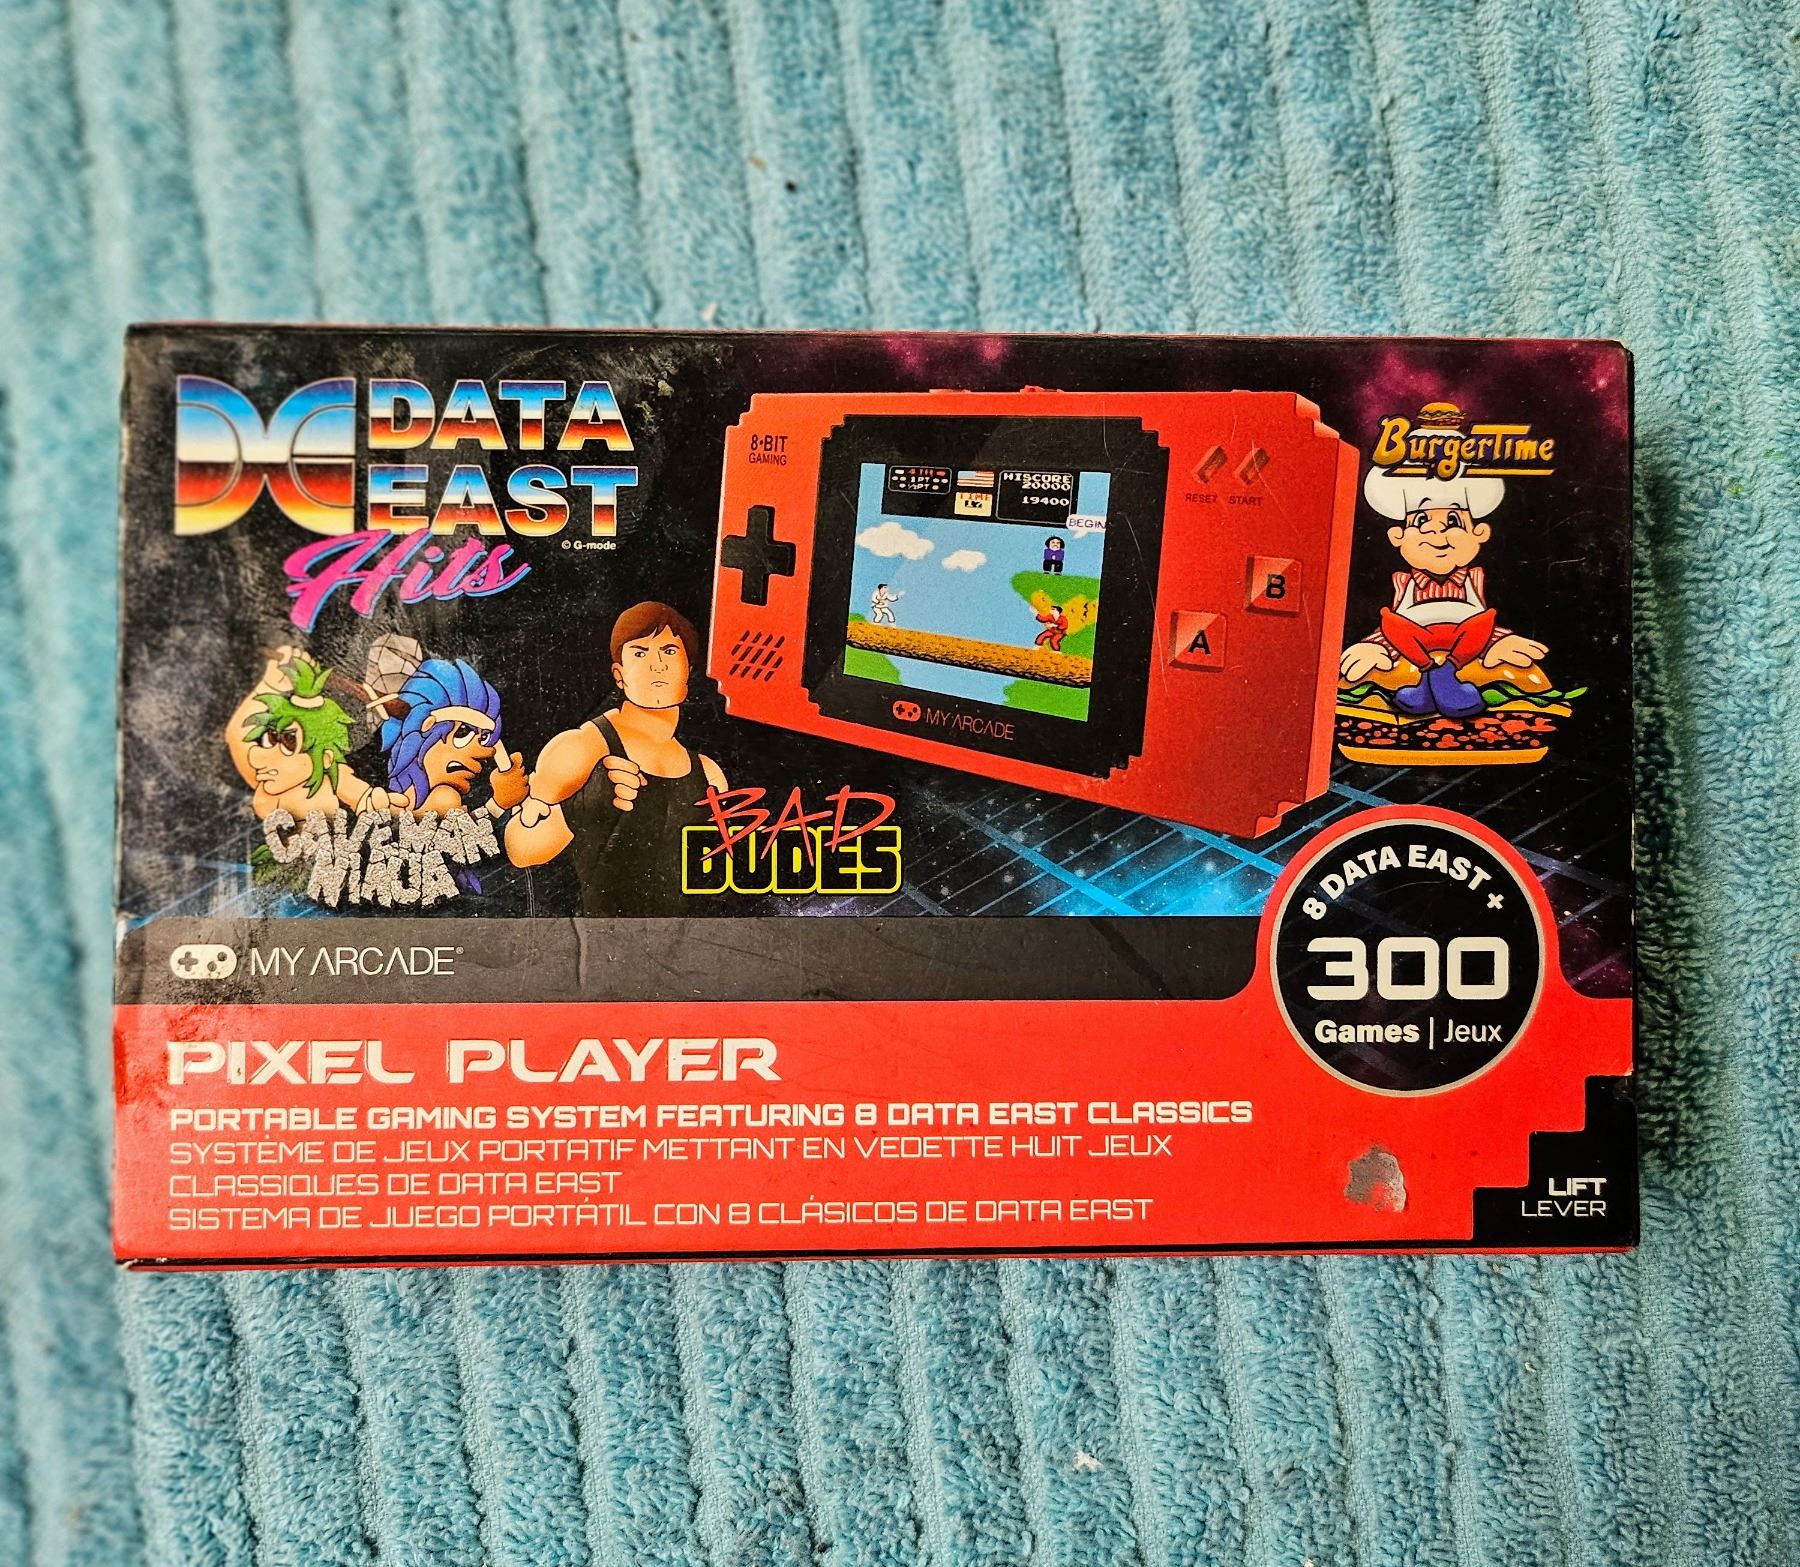 DATA
EAST
Hits
© G-mode
8•BIT
GAMING
HISCORE
20000
19400
BEGIN
RESET START
B
A
MY ARCADE
BurgerTime
CAVEMAN
NINJA
BAD
DUDES
8 DATA EAST +
300
Games | Jeux
MY ARCADE®
PIXEL PLAYER
PORTABLE GAMING SYSTEM FEATURING 8 DATA EAST CLASSICS
SYSTÈME DE JEUX PORTATIF METTANT EN VEDETTE HUIT JEUX
CLASSIQUES DE DATA EAST
SISTEMA DE JUEGO PORTÁTIL CON 8 CLÁSICOS DE DATA EAST
LIFT
LEVER